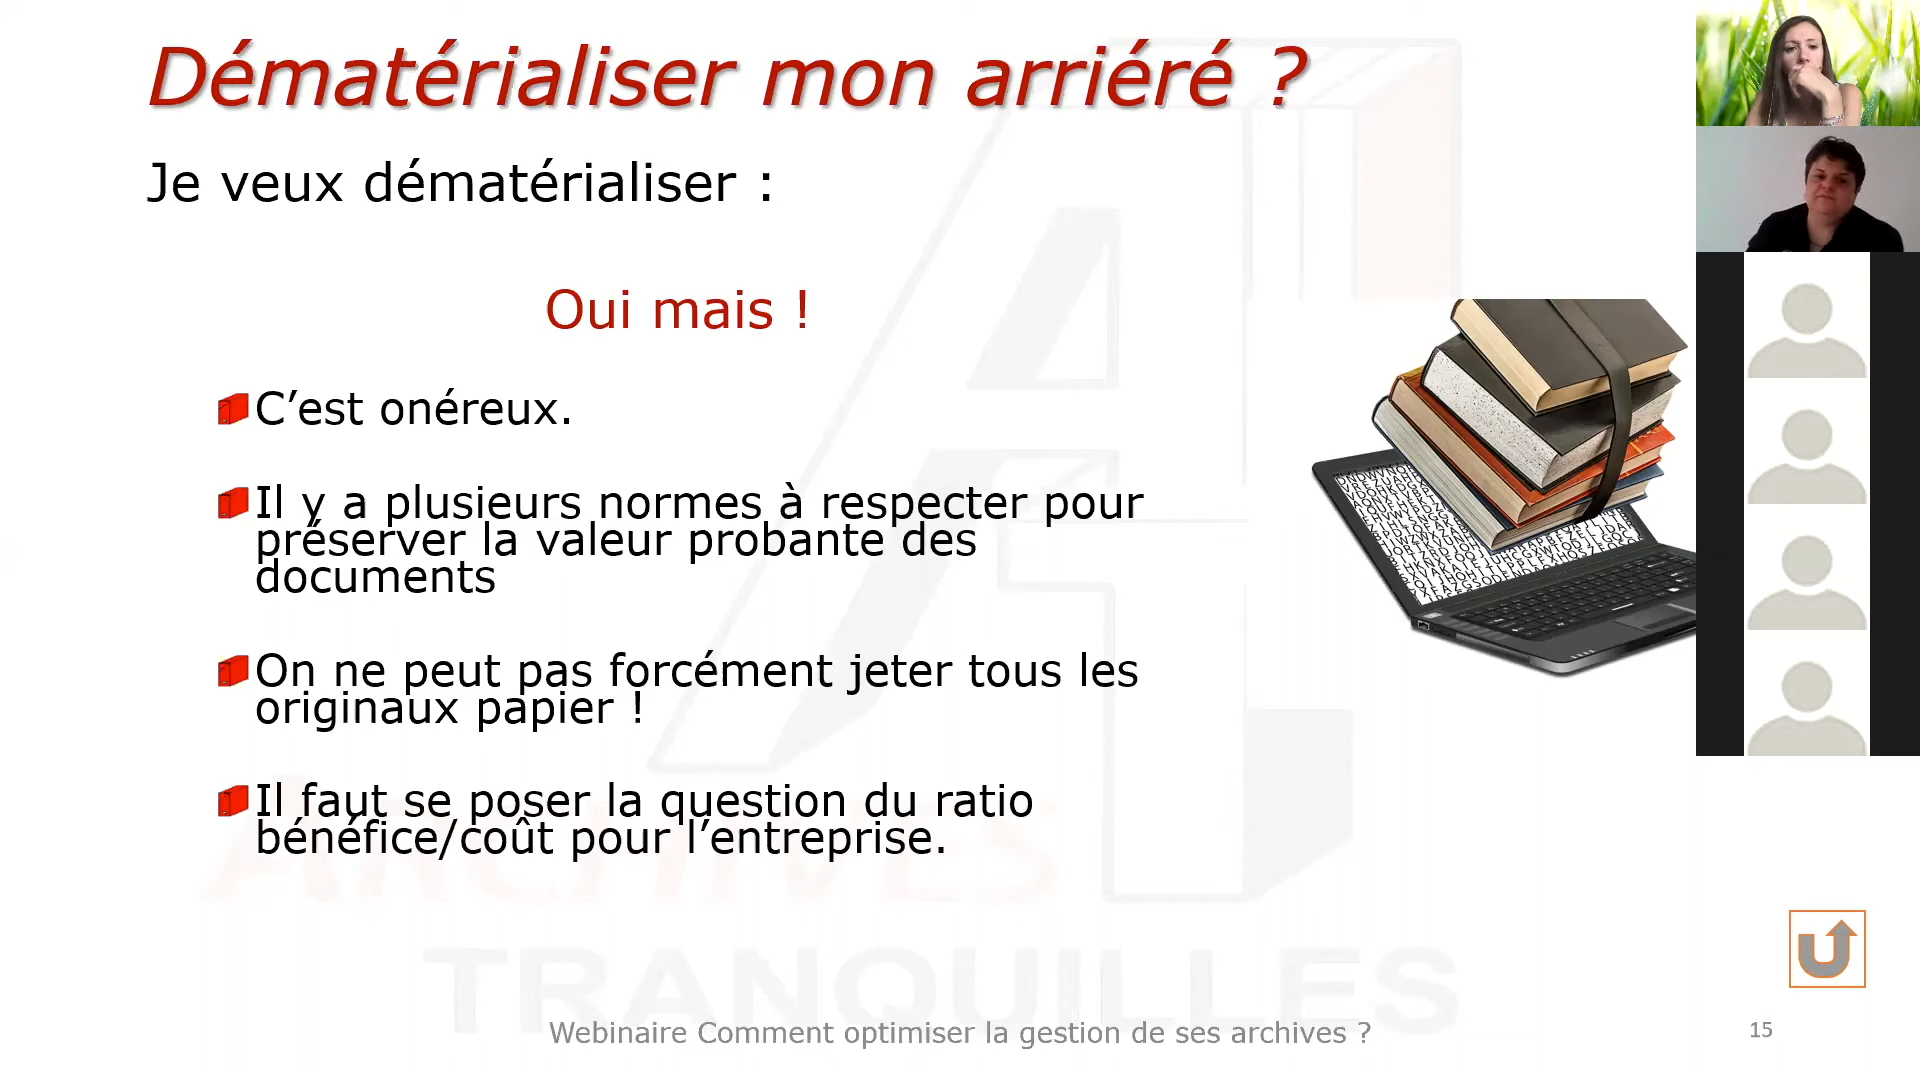 Dématérialiser mon arriéré ?
Je veux dématérialiser :
Oui mais !
C’est onéreux.
Il y a plusieurs normes à respecter pour
préserver la valeur probante des
documents
On ne peut pas forcément jeter tous les
originaux papier !
Il faut se poser la question du ratio
bénéfice/coût pour l’entreprise.
ARCHIVES
TRANQUILLES
Webinaire Comment optimiser la gestion de ses archives ?
15